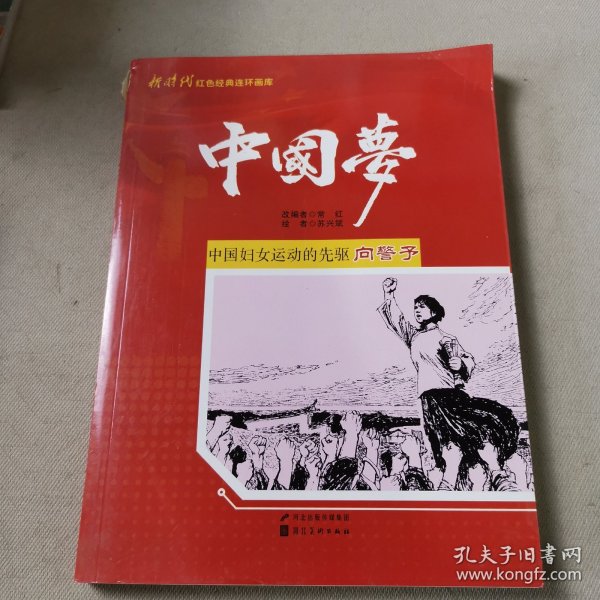 新时代红色经典连环画库
中國夢
改编者◎常 红
绘 者◎苏兴斌
中国妇女运动的先驱 向警予
河北出版传媒集团
河北美术出版社
孔夫子旧书网
www.kongfz.com